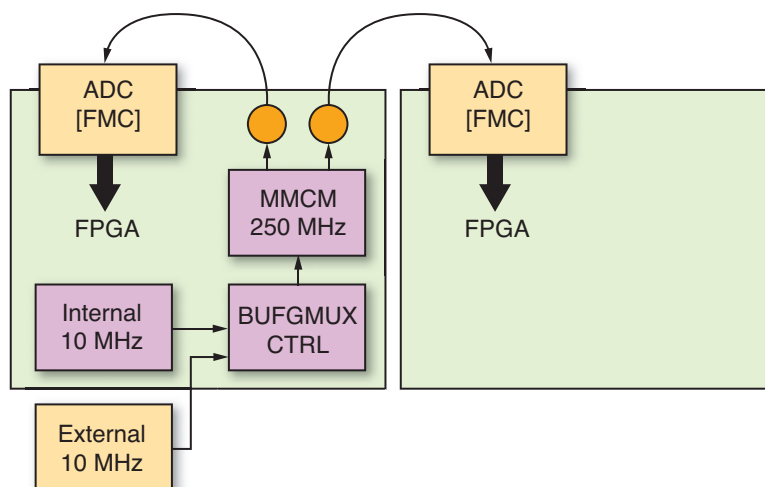 ADC
[FMC]
ADC
[FMC]
FPGA
MMCM
250 MHz
FPGA
Internal
10 MHz
BUFGMUX
CTRL
External
10 MHz